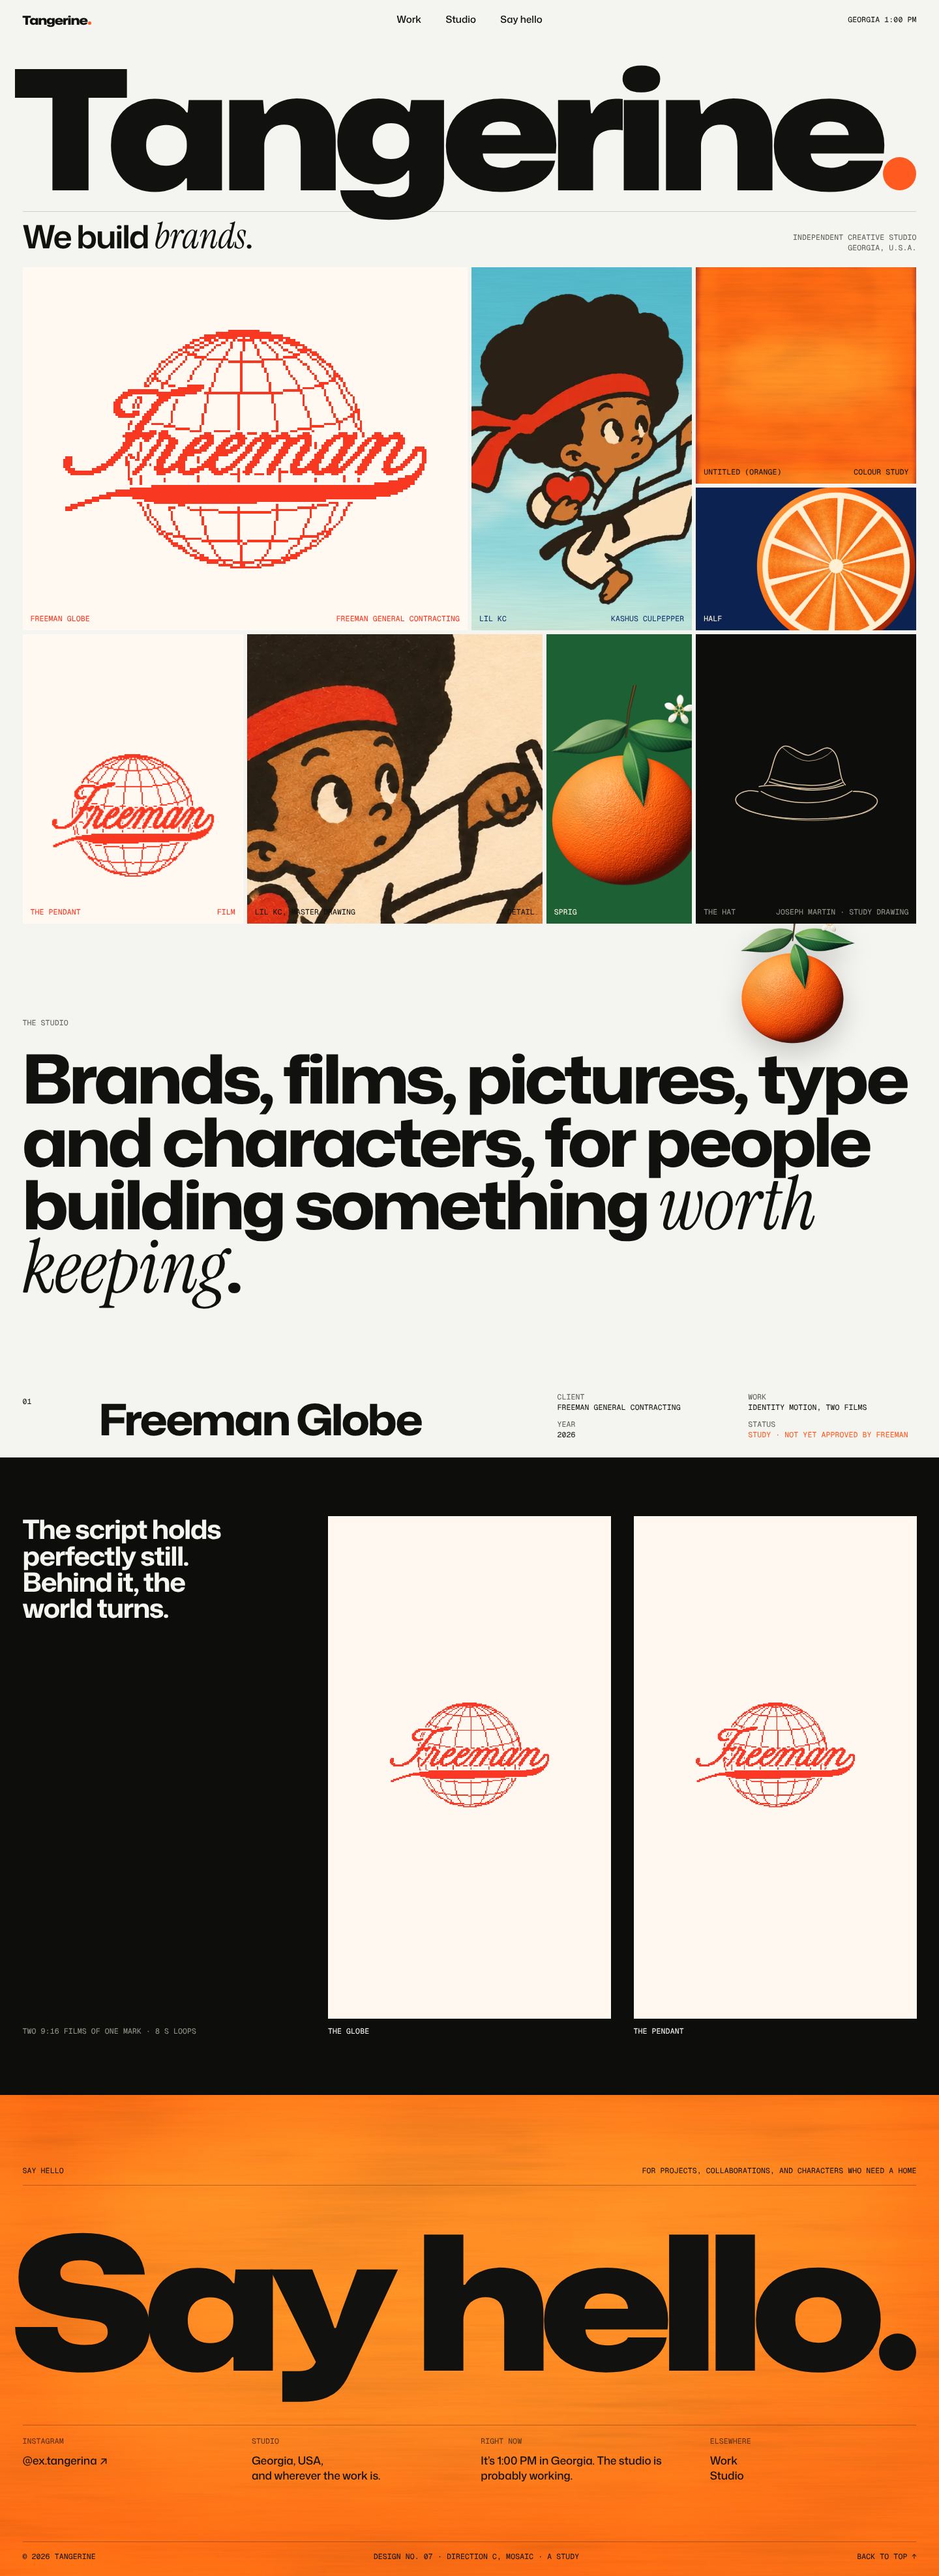 Tangerine.
Work Studio Say hello
GEORGIA 1:00 PM
Tangerine.
We build brands.
INDEPENDENT CREATIVE STUDIO
GEORGIA, U.S.A.
Freeman
FREEMAN GLOBE
FREEMAN GENERAL CONTRACTING
LIL KC
KASHUS CULPEPPER
UNTITLED (ORANGE)
COLOUR STUDY
HALF
Freeman
THE PENDANT
FILM
LIL KC, MASTER DRAWING
DETAIL
SPRIG
THE HAT
JOSEPH MARTIN · STUDY DRAWING
THE STUDIO
Brands, films, pictures, type
and characters, for people
building something worth
keeping.
01
Freeman Globe
CLIENT
FREEMAN GENERAL CONTRACTING
YEAR
2026
WORK
IDENTITY MOTION, TWO FILMS
STATUS
STUDY · NOT YET APPROVED BY FREEMAN
The script holds
perfectly still.
Behind it, the
world turns.
Freeman
Freeman
TWO 9:16 FILMS OF ONE MARK · 8 S LOOPS
THE GLOBE
THE PENDANT
SAY HELLO
FOR PROJECTS, COLLABORATIONS, AND CHARACTERS WHO NEED A HOME
Say hello.
INSTAGRAM
@ex.tangerina ↗
STUDIO
Georgia, USA,
and wherever the work is.
RIGHT NOW
It's 1:00 PM in Georgia. The studio is
probably working.
ELSEWHERE
Work
Studio
© 2026 TANGERINE
DESIGN NO. 07 · DIRECTION C, MOSAIC · A STUDY
BACK TO TOP ↑